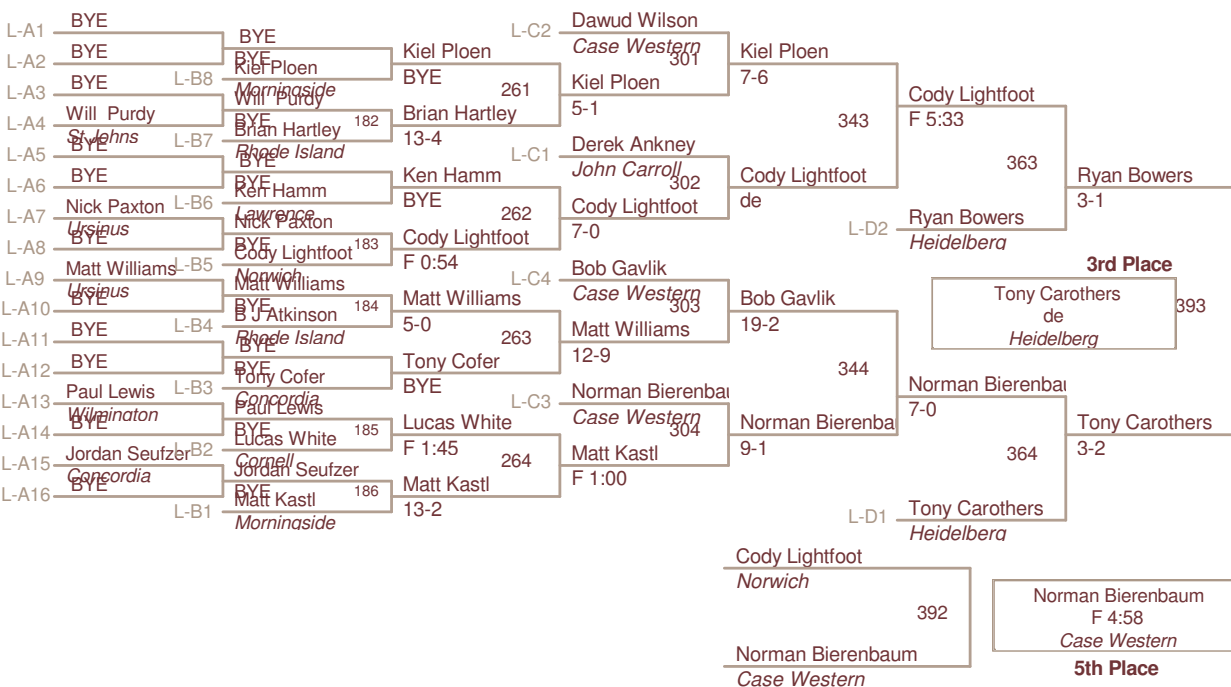 L-A1 BYE
L-A2 BYE
L-A3 BYE
L-A4 Will Purdy
St Johns
L-A5 BYE
L-A6 BYE
L-A7 Nick Paxton
Ursinus
L-A8 BYE
L-A9 Matt Williams
Ursinus
L-A10 BYE
L-A11 BYE
L-A12 BYE
L-A13 Paul Lewis
Wilmington
L-A14 BYE
L-A15 Jordan Seufzer
Concordia
L-A16 BYE
BYE
BYE
L-B8 Kiel Ploen
Morningside
Will Purdy
BYE 182
L-B7 Brian Hartley
Rhode Island
BYE
BYE
L-B6 Ken Hamm
Lawrence
Nick Paxton
BYE 183
L-B5 Cody Lightfoot
Norwich
Matt Williams
BYE 184
L-B4 B J Atkinson
Rhode Island
BYE
BYE
L-B3 Tony Cofer
Concordia
Paul Lewis
BYE 185
L-B2 Lucas White
Cornell
Jordan Seufzer
BYE 186
L-B1 Matt Kastl
Morningside
Kiel Ploen
BYE 261
Brian Hartley
13-4
Ken Hamm
BYE 262
Cody Lightfoot
F 0:54
Matt Williams
5-0
263
Tony Cofer
BYE
Lucas White
F 1:45
264
Matt Kastl
13-2
L-C2 Dawud Wilson
Case Western
301
Kiel Ploen
5-1
L-C1 Derek Ankney
John Carroll
302
Cody Lightfoot
7-0
L-C4 Bob Gavlik
Case Western
303
Matt Williams
12-9
L-C3 Norman Bierenbau
Case Western
304
Matt Kastl
F 1:00
Kiel Ploen
7-6
343
Cody Lightfoot
de
Bob Gavlik
19-2
344
Norman Bierenba
9-1
Cody Lightfoot
F 5:33
363
L-D2 Ryan Bowers
Heidelberg
Norman Bierenbau
7-0
364
L-D1 Tony Carothers
Heidelberg
Ryan Bowers
3-1
3rd Place
Tony Carothers
de
Heidelberg
393
Tony Carothers
3-2
Cody Lightfoot
Norwich
392
Norman Bierenbaum
Case Western
Norman Bierenbaum
F 4:58
Case Western
5th Place